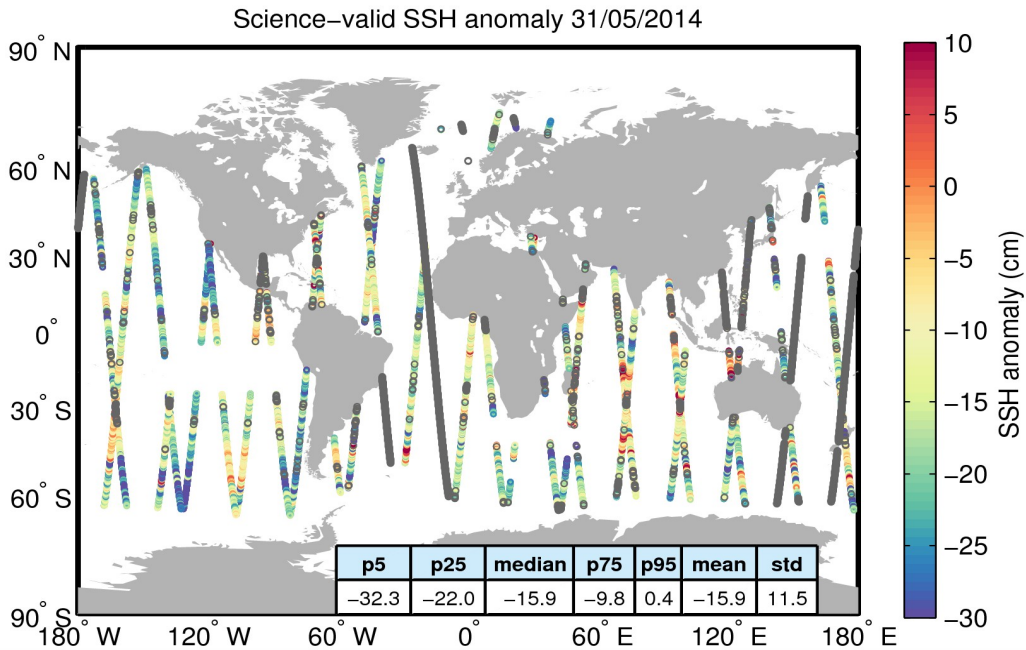 Science−valid SSH anomaly 31/05/2014
90° N
60° N
30° N
0°
30° S
60° S
90° S
180° W
120° W
60° W
0°
60° E
120° E
180° E
p5 p25 median p75 p95 mean std
−32.3 −22.0 −15.9 −9.8 0.4 −15.9 11.5
10
5
0
−5
−10
−15
−20
−25
−30
SSH anomaly (cm)